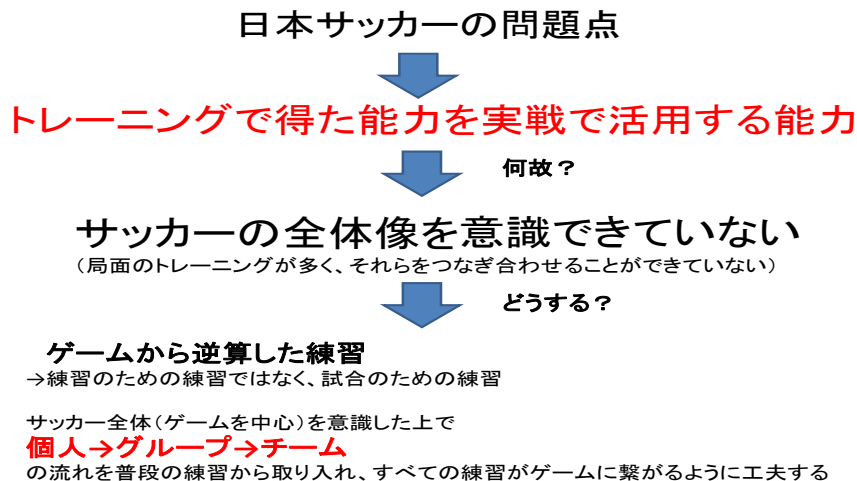 日本サッカーの問題点
トレーニングで得た能力を実戦で活用する能力
何故？
サッカーの全体像を意識できていない
（局面のトレーニングが多く、それらをつなぎ合わせることができていない）
どうする？
ゲームから逆算した練習
→練習のための練習ではなく、試合のための練習
サッカー全体（ゲームを中心）を意識した上で
個人→グループ→チーム
の流れを普段の練習から取り入れ、すべての練習がゲームに繋がるように工夫する